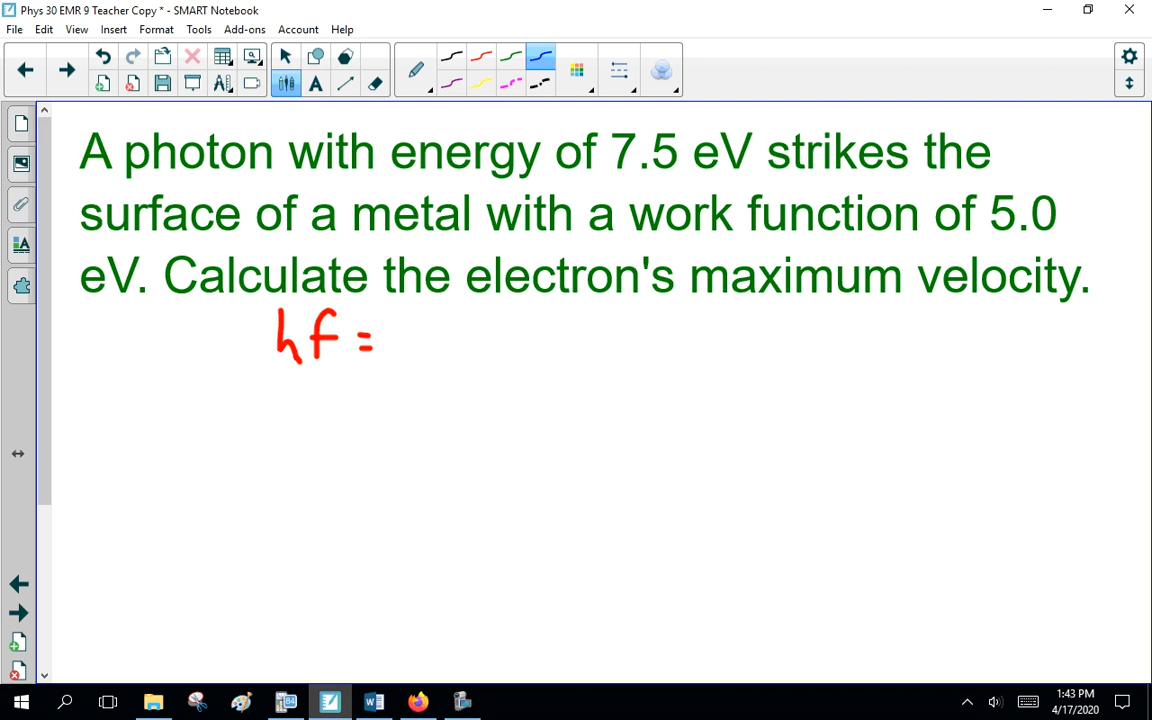 Phys 30 EMR 9 Teacher Copy * - SMART Notebook
File Edit View Insert Format Tools Add-ons Account Help
A photon with energy of 7.5 eV strikes the
surface of a metal with a work function of 5.0
eV. Calculate the electron's maximum velocity.
hf =
1:43 PM
4/17/2020